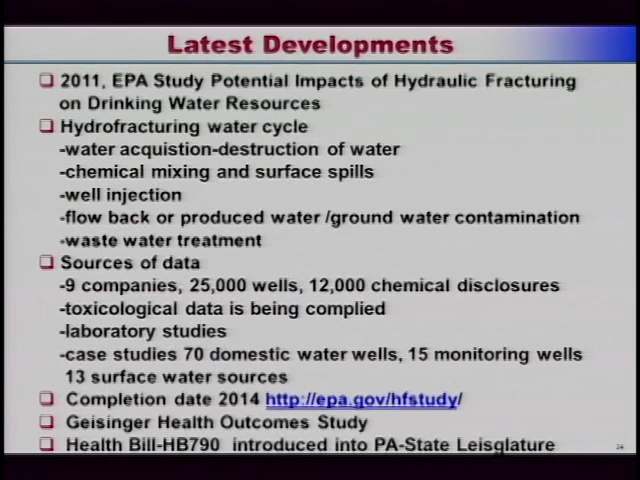 Latest Developments
❑ 2011, EPA Study Potential Impacts of Hydraulic Fracturing
on Drinking Water Resources
❑ Hydrofracturing water cycle
-water acquistion-destruction of water
-chemical mixing and surface spills
-well injection
-flow back or produced water /ground water contamination
-waste water treatment
❑ Sources of data
-9 companies, 25,000 wells, 12,000 chemical disclosures
-toxicological data is being complied
-laboratory studies
-case studies 70 domestic water wells, 15 monitoring wells
13 surface water sources
❑ Completion date 2014 http://epa.gov/hfstudy/
❑ Geisinger Health Outcomes Study
❑ Health Bill-HB790 introduced into PA-State Leisglature